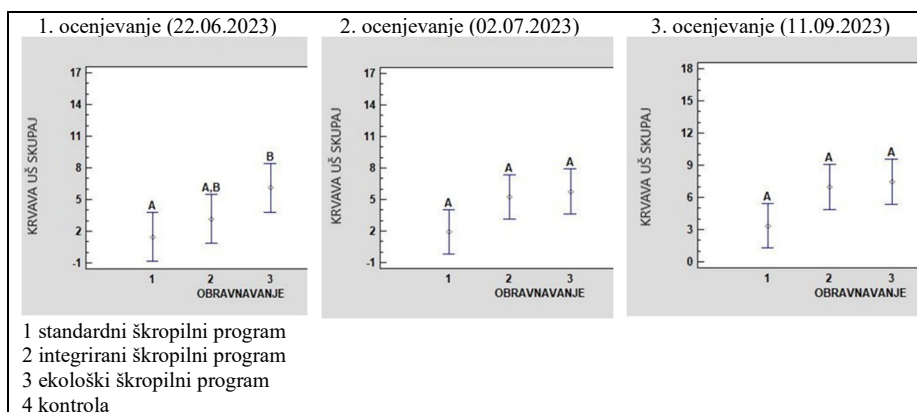 1. ocenjevanje (22.06.2023)
17
14
11
8
5
2
-1
KRVAVA UŠ SKUPAJ
A
A,B
B
1
2
3
OBRAVNAVANJE
2. ocenjevanje (02.07.2023)
17
14
11
8
5
2
-1
KRVAVA UŠ SKUPAJ
A
A
A
1
2
3
OBRAVNAVANJE
3. ocenjevanje (11.09.2023)
18
15
12
9
6
3
0
KRVAVA UŠ SKUPAJ
A
A
A
1
2
3
OBRAVNAVANJE
1 standardni škropilni program
2 integrirani škropilni program
3 ekološki škropilni program
4 kontrola